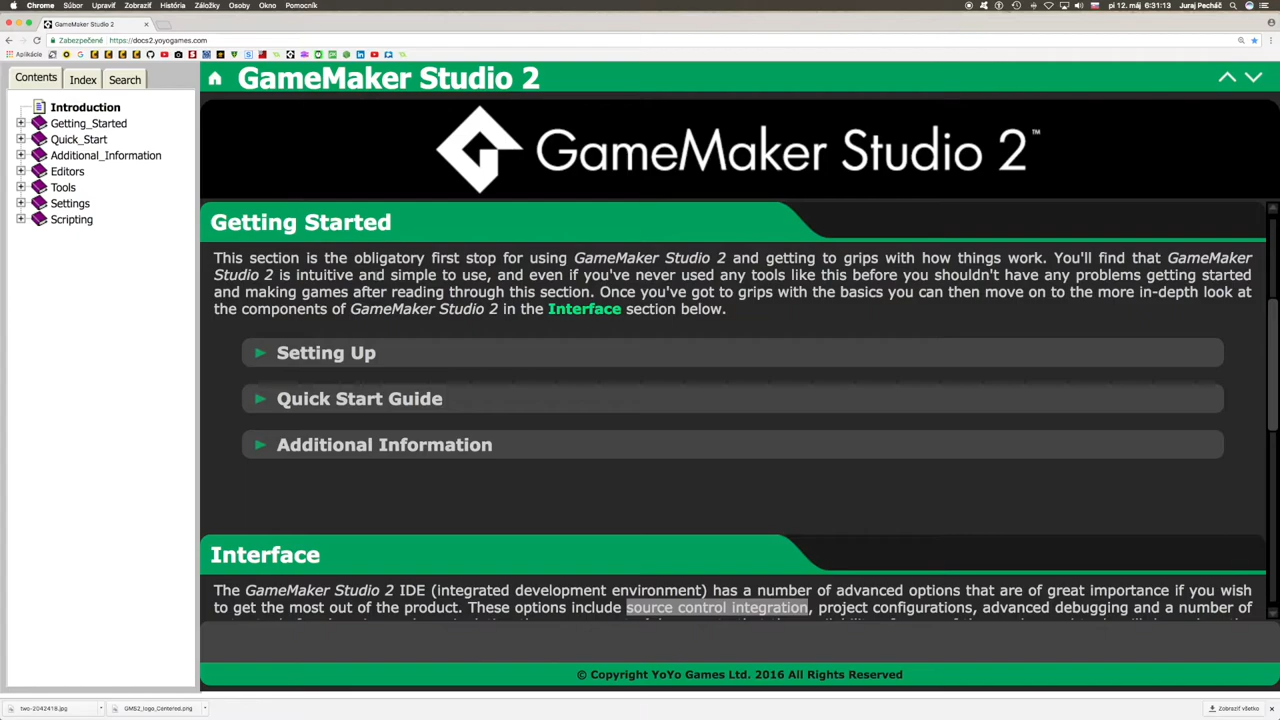 Chrome Súbor Upraviť Zobraziť História Záložky Osoby Okno Pomocník
pi 12. máj 6:31:13 Juraj Pecháč
GameMaker Studio 2
Zabezpečené https://docs2.yoyogames.com
Aplikácie
Contents Index Search
Introduction
Getting_Started
Quick_Start
Additional_Information
Editors
Tools
Settings
Scripting
GameMaker Studio 2
GameMaker Studio 2™
Getting Started
This section is the obligatory first stop for using GameMaker Studio 2 and getting to grips with how things work. You'll find that GameMaker
Studio 2 is intuitive and simple to use, and even if you've never used any tools like this before you shouldn't have any problems getting started
and making games after reading through this section. Once you've got to grips with the basics you can then move on to the more in-depth look at
the components of GameMaker Studio 2 in the Interface section below.
Setting Up
Quick Start Guide
Additional Information
Interface
The GameMaker Studio 2 IDE (integrated development environment) has a number of advanced options that are of great importance if you wish
to get the most out of the product. These options include source control integration, project configurations, advanced debugging and a number of
© Copyright YoYo Games Ltd. 2016 All Rights Reserved
two-2042418.jpg
GMS2_logo_Centered.png
Zobraziť všetko